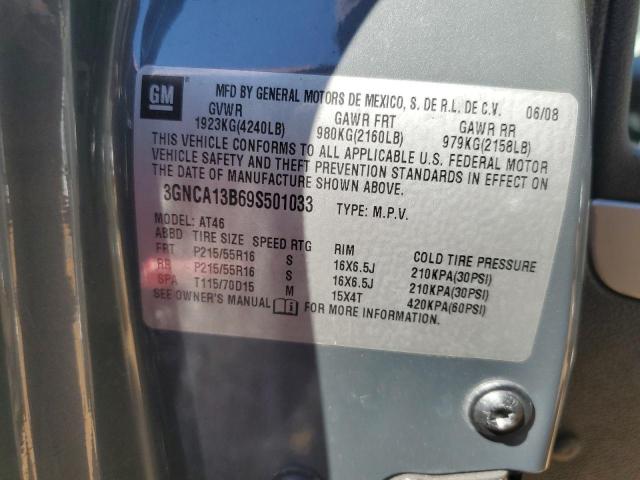 GM
MFD BY GENERAL MOTORS DE MEXICO, S. DE R.L. DE C.V. 06/08
GVWR GAWR FRT GAWR RR
1923KG(4240LB) 980KG(2160LB) 979KG(2158LB)
THIS VEHICLE CONFORMS TO ALL APPLICABLE U.S. FEDERAL MOTOR
VEHICLE SAFETY AND THEFT PREVENTION STANDARDS IN EFFECT ON
THE DATE OF MANUFACTURE SHOWN ABOVE.
3GNCA13B69S501033 TYPE: M.P.V.
MODEL: AT46
ABBD TIRE SIZE SPEED RTG RIM COLD TIRE PRESSURE
FRT P215/55R16 S 16X6.5J 210KPA(30PSI)
RR P215/55R16 S 16X6.5J 210KPA(30PSI)
SPA T115/70D15 M 15X4T 420KPA(60PSI)
SEE OWNER'S MANUAL FOR ADDITIONAL INFORMATION